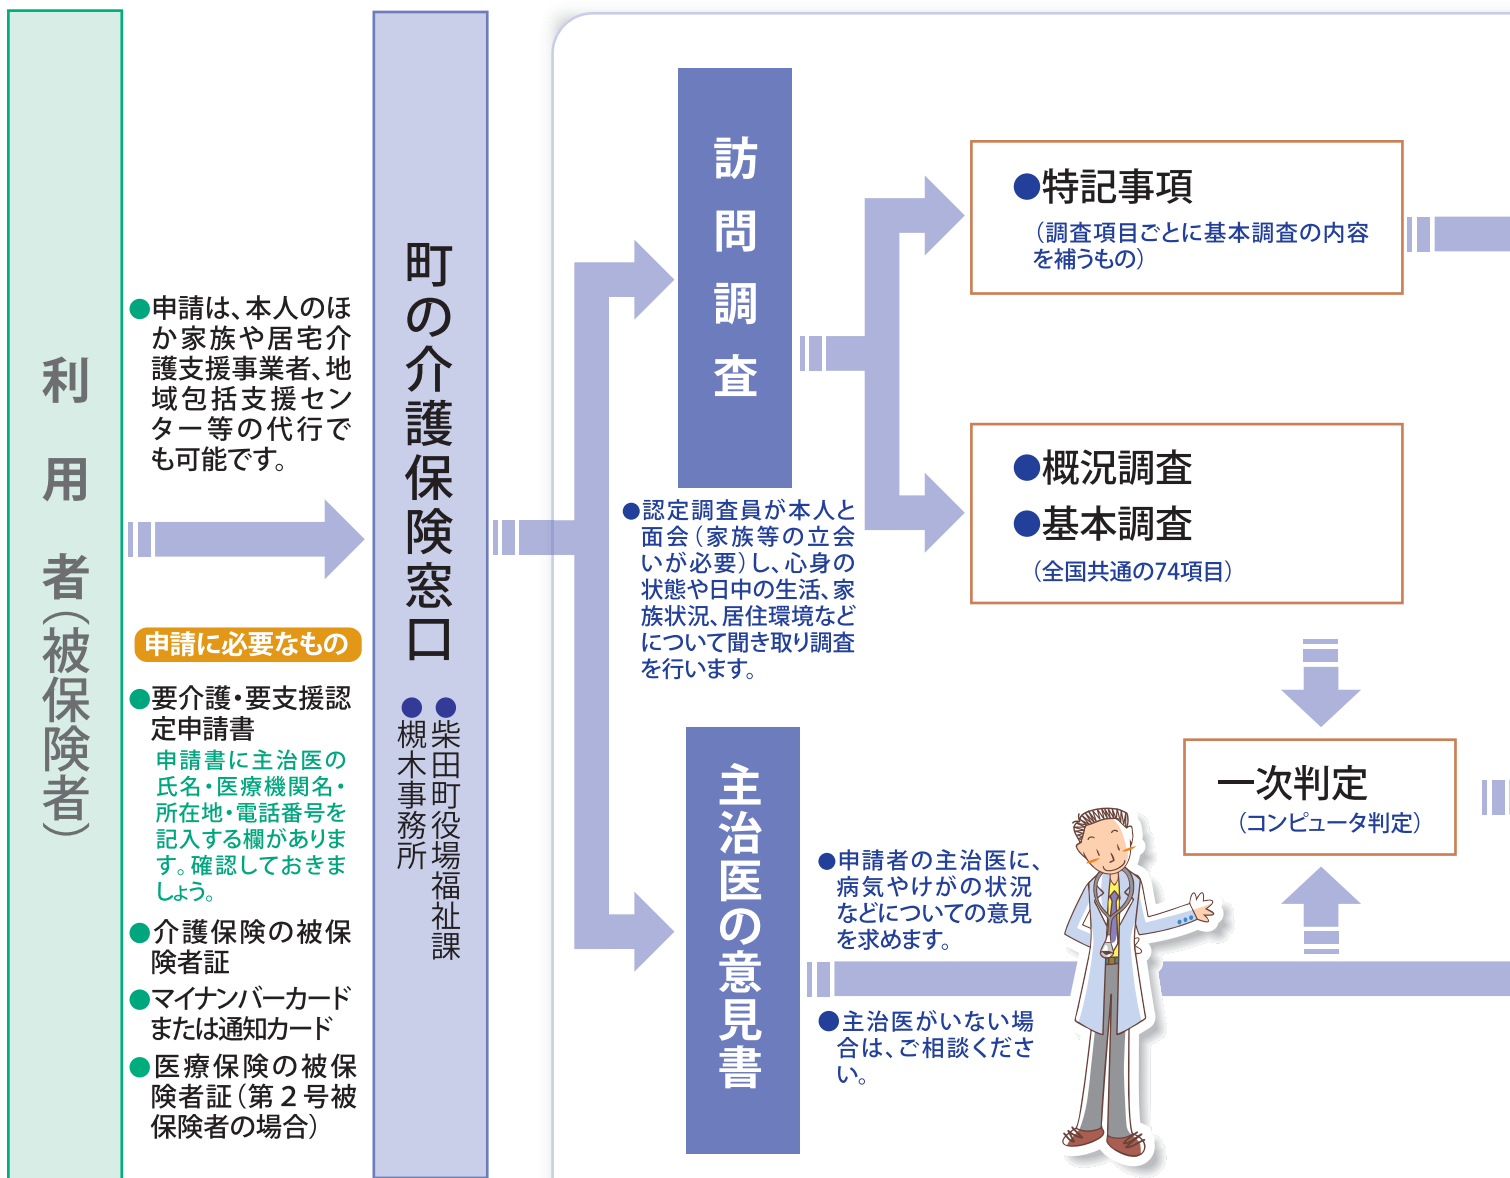 利用者（被保険者）
●申請は、本人のほ
か家族や居宅介
護支援事業者、地
域包括支援セン
ター等の代行で
も可能です。
申請に必要なもの
●要介護・要支援認
定申請書
申請書に主治医の
氏名・医療機関名・
所在地・電話番号を
記入する欄がありま
す。確認しておきま
しょう。
●介護保険の被保
険者証
●マイナンバーカード
または通知カード
●医療保険の被保
険者証（第２号被
保険者の場合）
町の介護保険窓口
●柴田町役場福祉課
●槻木事務所
訪問調査
●認定調査員が本人と
面会（家族等の立会
いが必要）し、心身の
状態や日中の生活、家
族状況、居住環境など
について聞き取り調査
を行います。
●特記事項
（調査項目ごとに基本調査の内容
を補うもの）
●概況調査
●基本調査
（全国共通の74項目）
一次判定
（コンピュータ判定）
主治医の意見書
●申請者の主治医に、
病気やけがの状況
などについての意見
を求めます。
●主治医がいない場
合は、ご相談くださ
い。